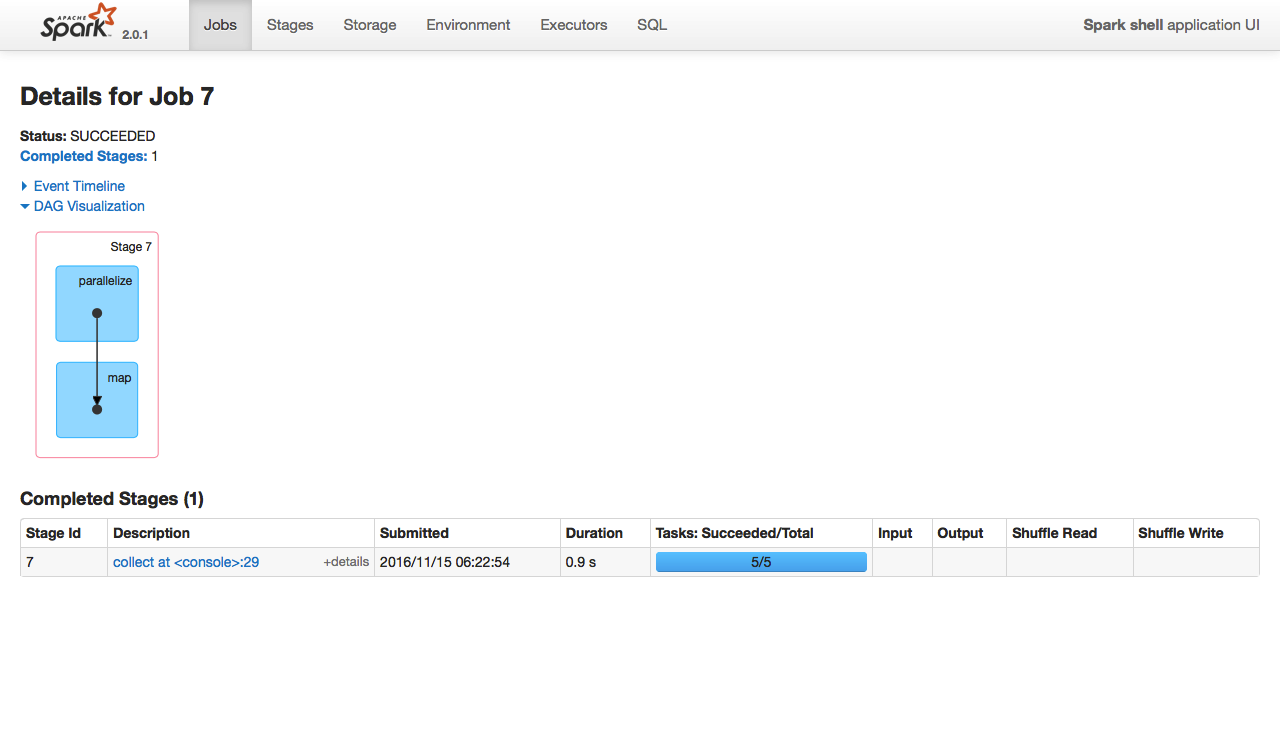 APACHE
Spark™ 2.0.1
Jobs Stages Storage Environment Executors SQL Spark shell application UI
Details for Job 7
Status: SUCCEEDED
Completed Stages: 1
Event Timeline
DAG Visualization
Stage 7
parallelize
map
Completed Stages (1)
Stage Id Description Submitted Duration Tasks: Succeeded/Total Input Output Shuffle Read Shuffle Write
7 collect at <console>:29 +details 2016/11/15 06:22:54 0.9 s 5/5